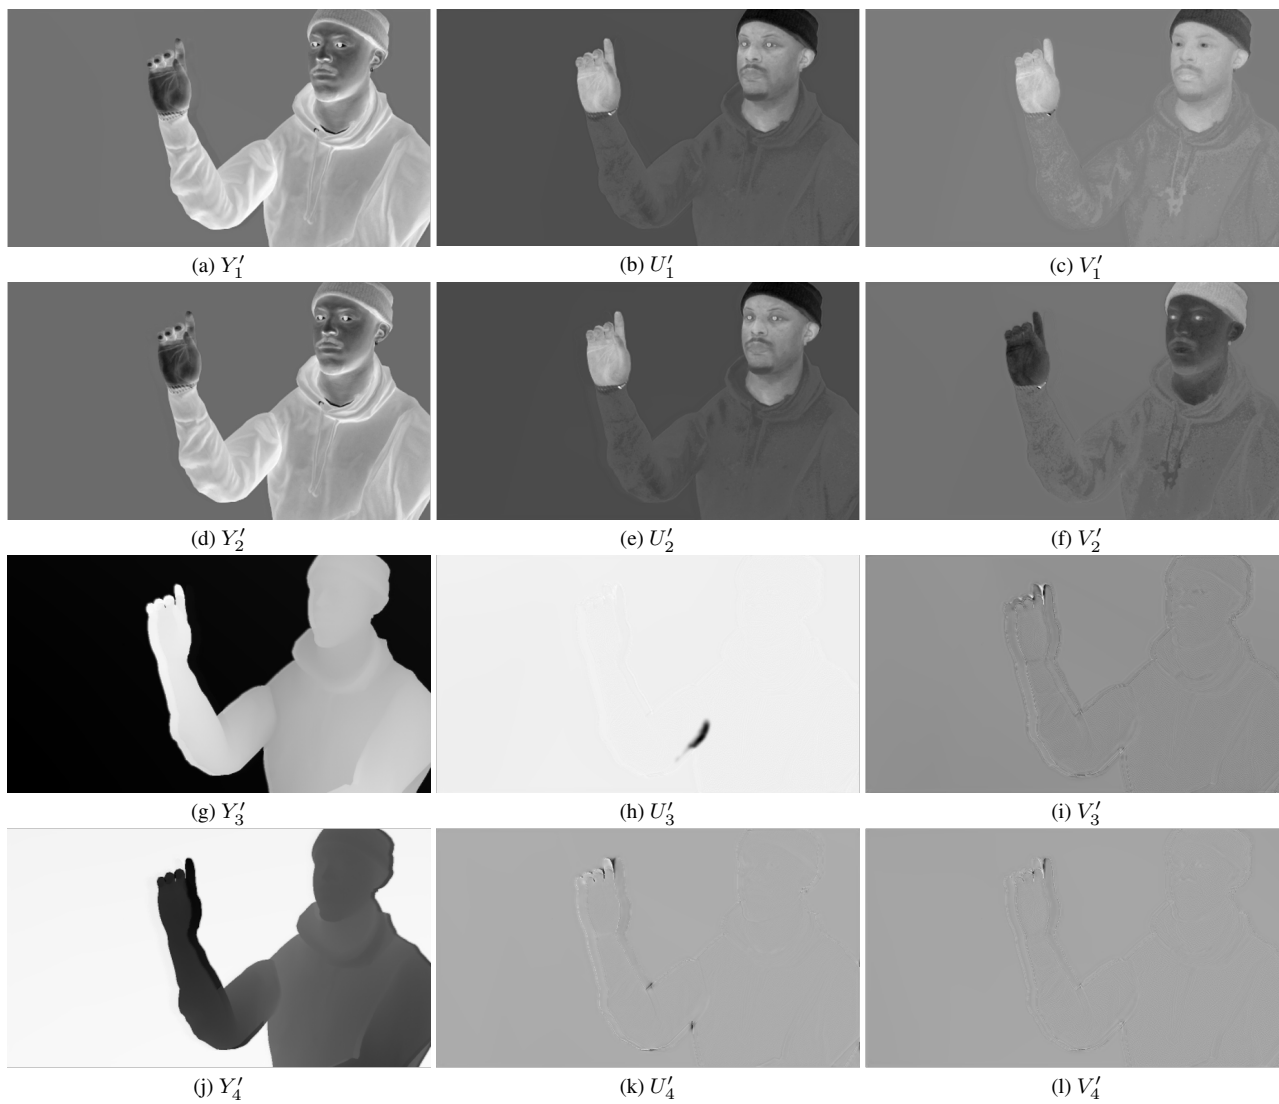 (a) Y′₁ (b) U′₁ (c) V′₁
(d) Y′₂ (e) U′₂ (f) V′₂
(g) Y′₃ (h) U′₃ (i) V′₃
(j) Y′₄ (k) U′₄ (l) V′₄